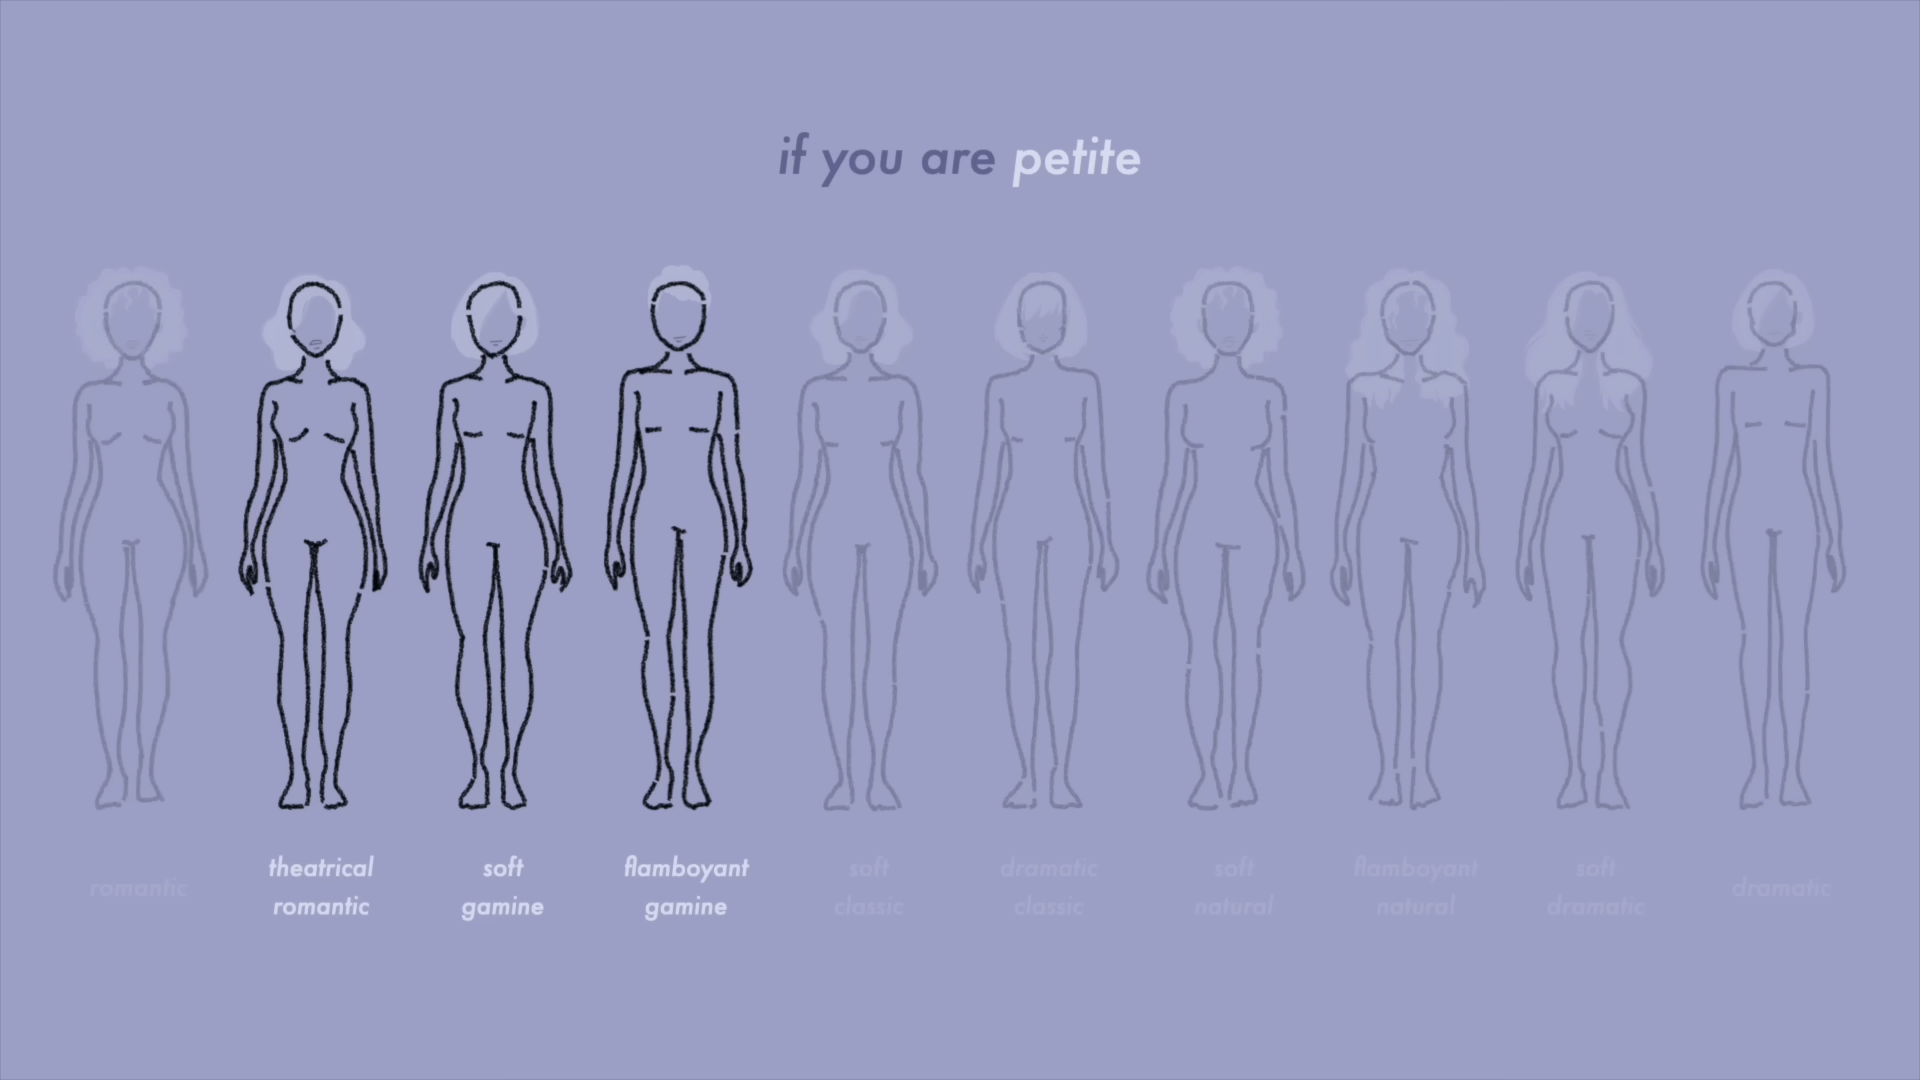 if you are petite
romantic
theatrical
romantic
soft
gamine
flamboyant
gamine
soft
classic
dramatic
classic
soft
natural
flamboyant
natural
soft
dramatic
dramatic